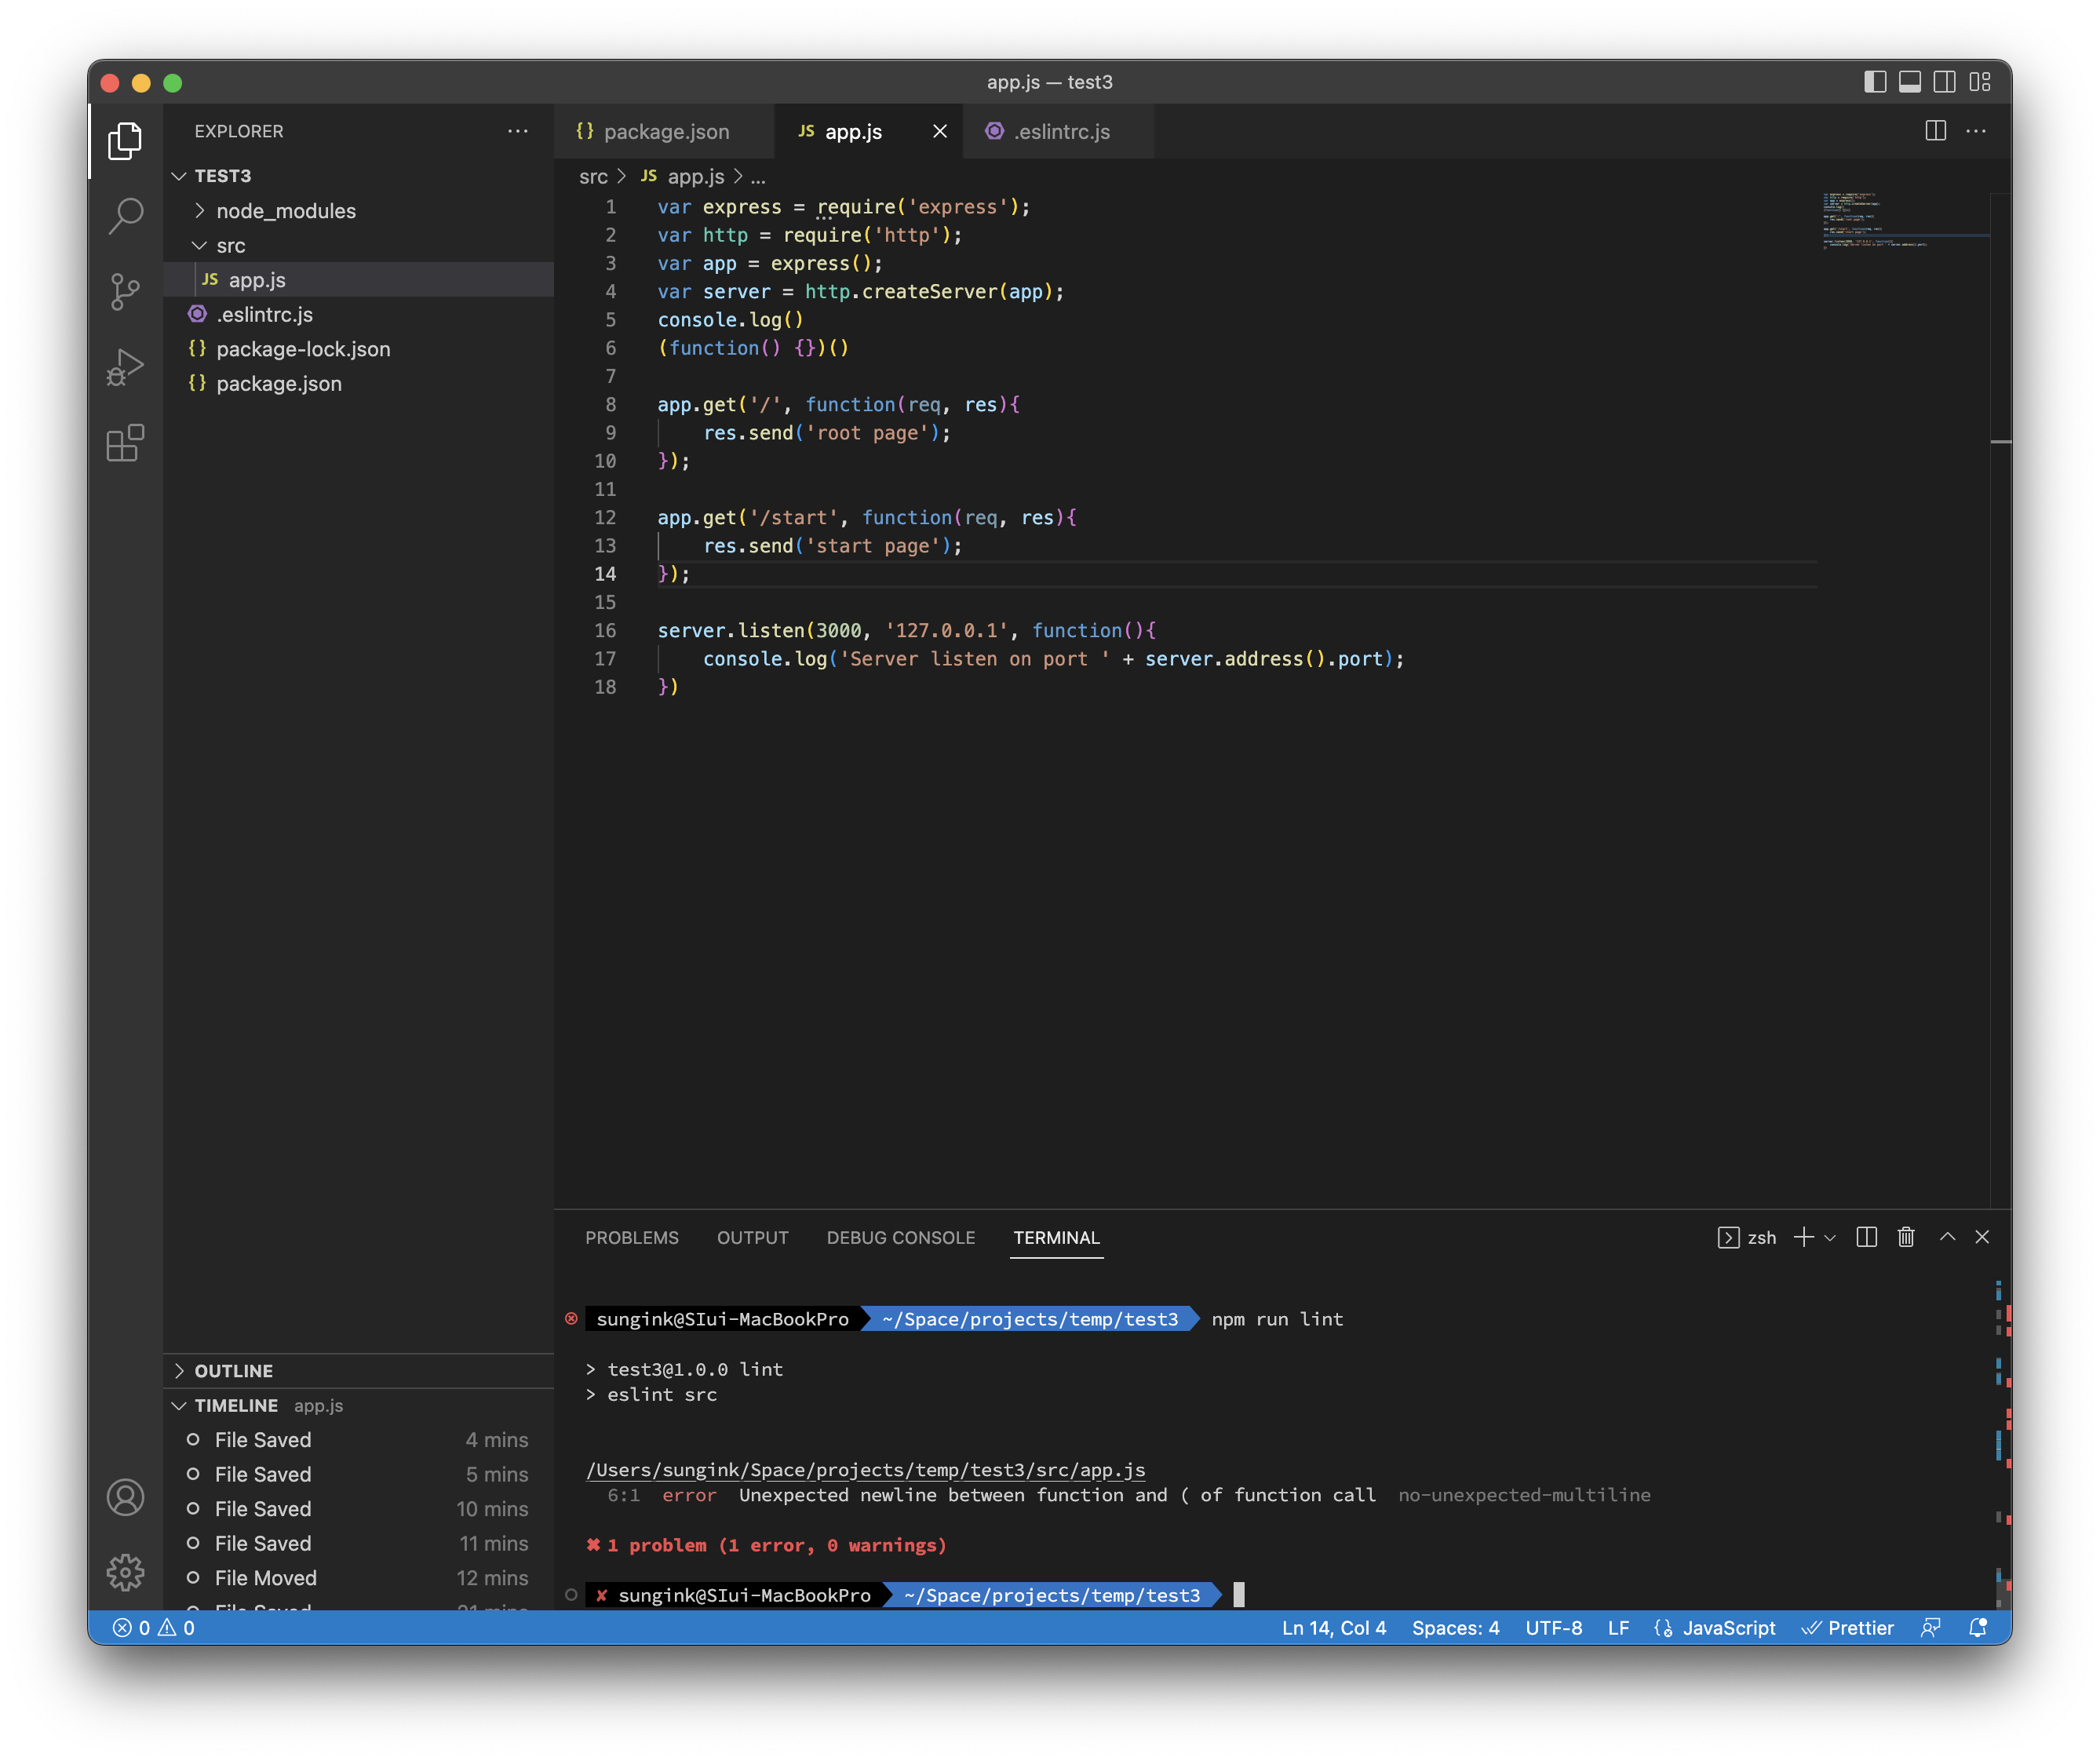 app.js — test3
EXPLORER
TEST3
node_modules
src
JS app.js
.eslintrc.js
{} package-lock.json
{} package.json
OUTLINE
TIMELINE app.js
File Saved 4 mins
File Saved 5 mins
File Saved 10 mins
File Saved 11 mins
File Moved 12 mins
{} package.json
JS app.js
.eslintrc.js
src > JS app.js > ...
1 var express = require('express');
2 var http = require('http');
3 var app = express();
4 var server = http.createServer(app);
5 console.log()
6 (function() {})()
7
8 app.get('/', function(req, res){
9 res.send('root page');
10 });
11
12 app.get('/start', function(req, res){
13 res.send('start page');
14 });
15
16 server.listen(3000, '127.0.0.1', function(){
17 console.log('Server listen on port ' + server.address().port);
18 })
PROBLEMS OUTPUT DEBUG CONSOLE TERMINAL
zsh
sungink@SIui-MacBookPro ~/Space/projects/temp/test3 npm run lint
> test3@1.0.0 lint
> eslint src
/Users/sungink/Space/projects/temp/test3/src/app.js
6:1 error Unexpected newline between function and ( of function call no-unexpected-multiline
✖ 1 problem (1 error, 0 warnings)
✘ sungink@SIui-MacBookPro ~/Space/projects/temp/test3
0 0 Ln 14, Col 4 Spaces: 4 UTF-8 LF JavaScript Prettier